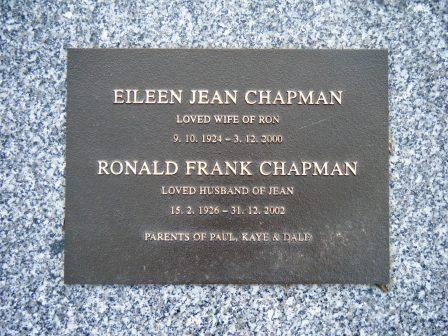 EILEEN JEAN CHAPMAN
LOVED WIFE OF RON
9. 10. 1924 – 3. 12. 2000
RONALD FRANK CHAPMAN
LOVED HUSBAND OF JEAN
15. 2. 1926 – 31. 12. 2002
PARENTS OF PAUL, KAYE & DALE